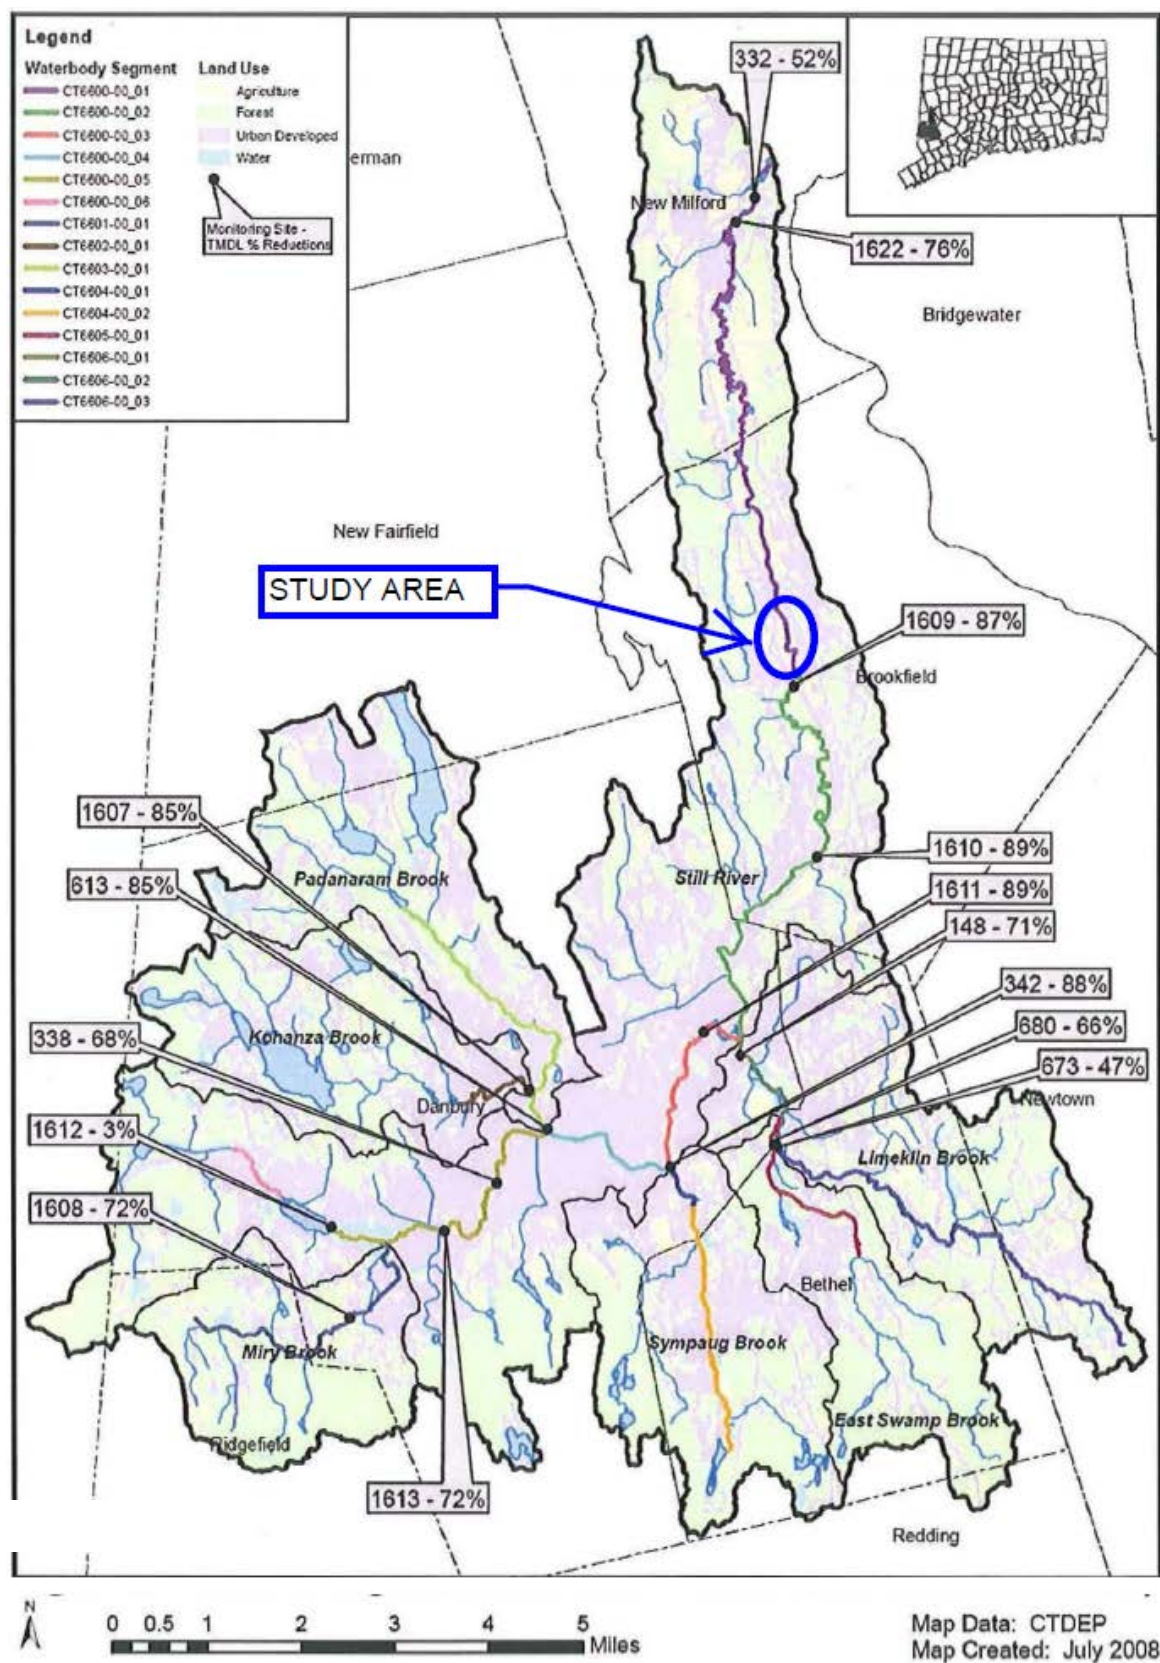 Legend
Waterbody Segment
CT6600-00_01
CT6600-00_02
CT6600-00_03
CT6600-00_04
CT6600-00_05
CT6600-00_06
CT6601-00_01
CT6602-00_01
CT6603-00_01
CT6604-00_01
CT6604-00_02
CT6605-00_01
CT6606-00_01
CT6606-00_02
CT6606-00_03
Land Use
Agriculture
Forest
Urban Developed
Water
Monitoring Site -
TMDL % Reductions
erman
332 - 52%
New Milford
1622 - 76%
Bridgewater
New Fairfield
STUDY AREA
1609 - 87%
Brookfield
1607 - 85%
613 - 85%
Padanaram Brook
Still River
1610 - 89%
1611 - 89%
148 - 71%
342 - 88%
680 - 66%
673 - 47%
338 - 68%
Kohanza Brook
Danbury
Newtown
1612 - 3%
Limekiln Brook
1608 - 72%
Bethel
Miry Brook
Sympaug Brook
East Swamp Brook
Ridgefield
1613 - 72%
Redding
N
0 0.5 1 2 3 4 5
Miles
Map Data: CTDEP
Map Created: July 2008